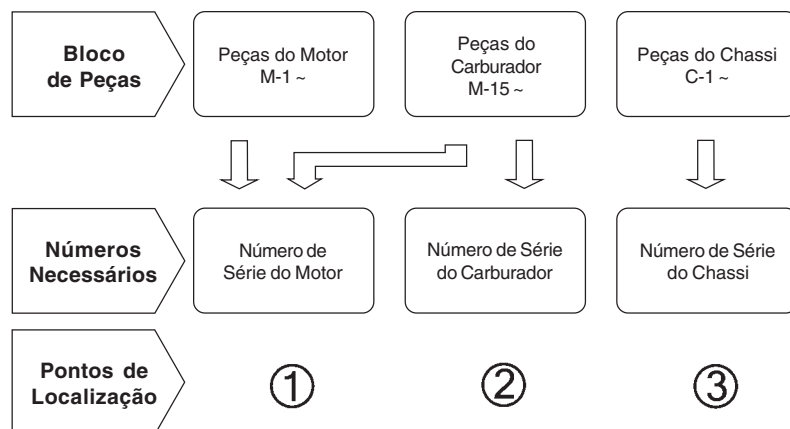 Bloco
de Peças
Peças do Motor
M-1 ~
Peças do
Carburador
M-15 ~
Peças do Chassi
C-1 ~
Números
Necessários
Número de
Série do Motor
Número de Série
do Carburador
Número de Série
do Chassi
Pontos de
Localização
①
②
③